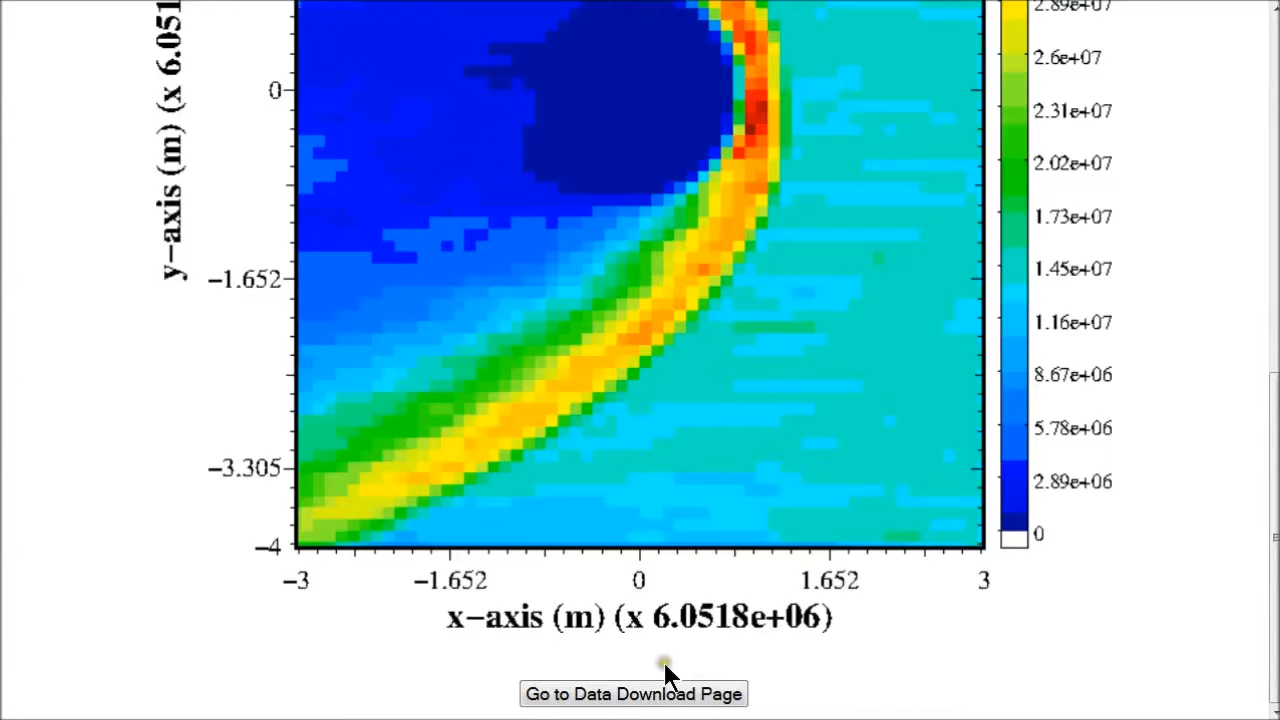 y−axis (m) (x 6.051
0
−1.652
−3.305
−4
−3
−1.652
0
1.652
3
x−axis (m) (x 6.0518e+06)
2.89e+07
2.6e+07
2.31e+07
2.02e+07
1.73e+07
1.45e+07
1.16e+07
8.67e+06
5.78e+06
2.89e+06
0
Go to Data Download Page